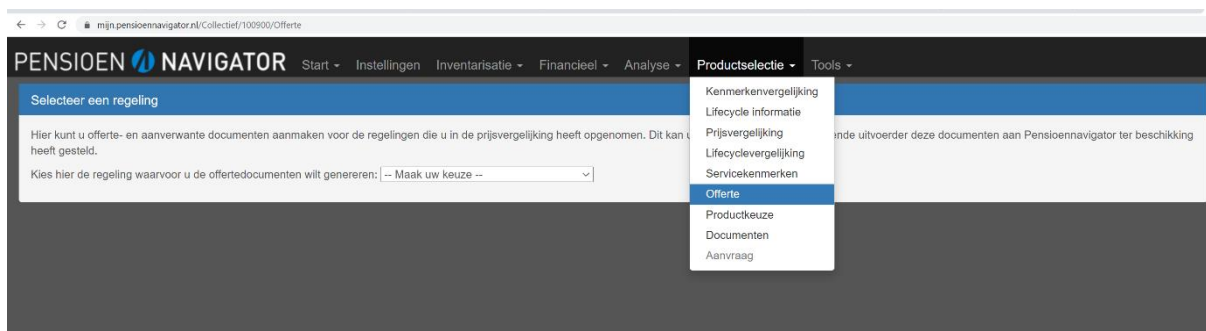 mijn.pensioennavigator.nl/Collectief/100900/Offerte
PENSIOEN NAVIGATOR Start Instellingen Inventarisatie Financieel Analyse Productselectie Tools
Selecteer een regeling
Hier kunt u offerte- en aanverwante documenten aanmaken voor de regelingen die u in de prijsvergelijking heeft opgenomen. Dit kan
ende uitvoerder deze documenten aan Pensioennavigator ter beschikking
heeft gesteld.
Kies hier de regeling waarvoor u de offertedocumenten wilt genereren: -- Maak uw keuze --
Kenmerkenvergelijking
Lifecycle informatie
Prijsvergelijking
Lifecyclevergelijking
Servicekenmerken
Offerte
Productkeuze
Documenten
Aanvraag